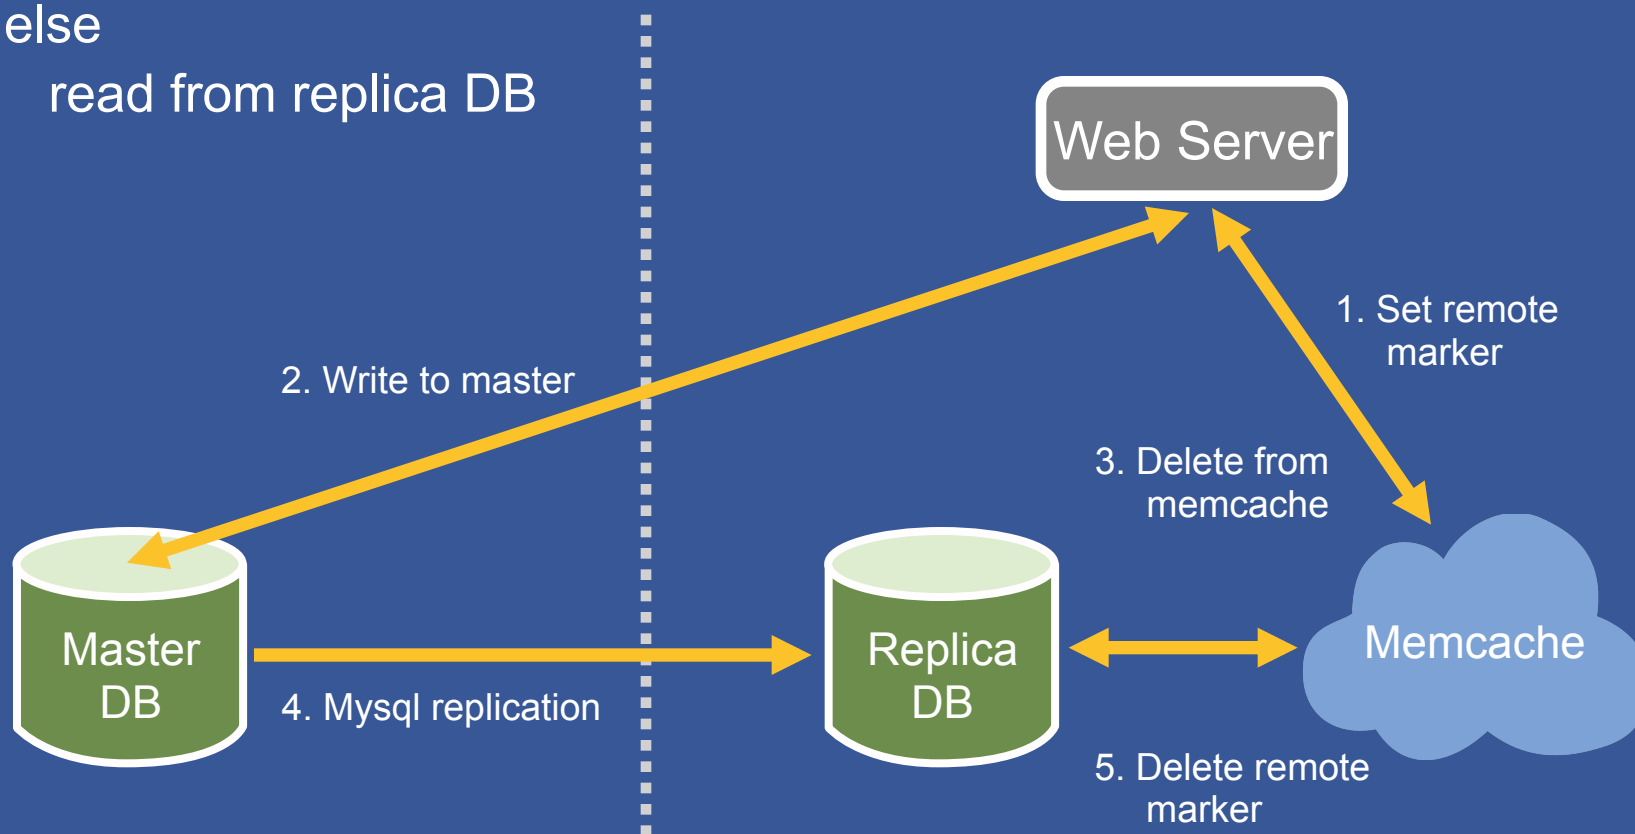 else
read from replica DB
Web Server
1. Set remote
marker
2. Write to master
3. Delete from
memcache
Master
DB
Replica
DB
Memcache
4. Mysql replication
5. Delete remote
marker